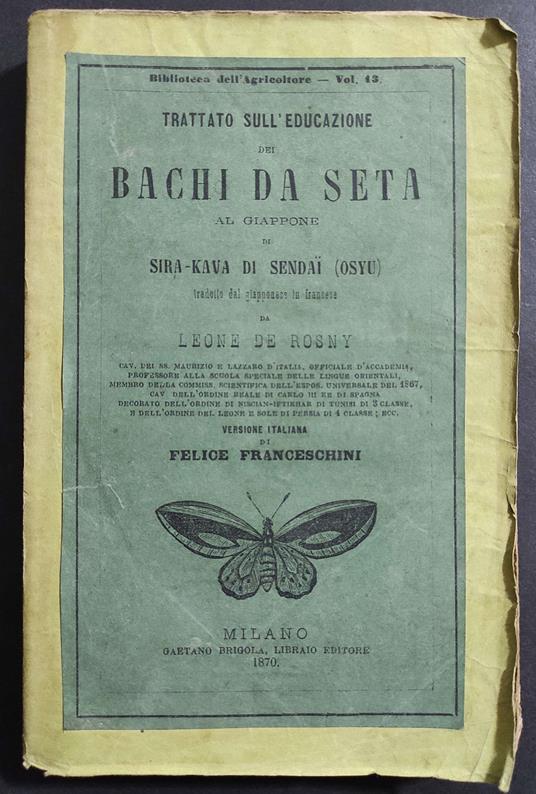 Biblioteca dell'Agricoltore — Vol. 13.
TRATTATO SULL'EDUCAZIONE
DEI
BACHI DA SETA
AL GIAPPONE
DI
SIRA-KAVA DI SENDAÏ (OSYU)
tradotto dal giapponese in francese
DA
LEONE DE ROSNY
CAV. DEI SS. MAURIZIO E LAZZARO D'ITALIA, OFFICIALE D'ACCADEMIA,
PROFESSORE ALLA SCUOLA SPECIALE DELLE LINGUE ORIENTALI,
MEMBRO DELLA COMMISS. SCIENTIFICA DELL'ESPOS. UNIVERSALE DEL 1867,
CAV DELL'ORDINE REALE DI CARLO III RE DI SPAGNA
DECORATO DELL'ORDINE DI NISCIAN-IFTIKHAR DI TUNISI DI 3 CLASSE,
E DELL'ORDINE DEL LEONE E SOLE DI PERSIA DI 4 CLASSE; ECC.
VERSIONE ITALIANA
DI
FELICE FRANCESCHINI
MILANO
GAETANO BRIGOLA, LIBRAIO EDITORE
1870.